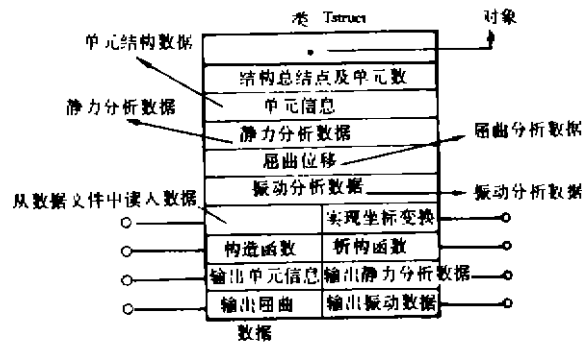 类 Tstruct
对象
单元结构数据
结构总结点及单元数
单元信息
静力分析数据
静力分析数据
屈曲分析数据
屈曲位移
振动分析数据
振动分析数据
从数据文件中读入数据
实现坐标变换
构造函数
析构函数
输出单元信息
输出静力分析数据
输出屈曲
输出振动数据
数据